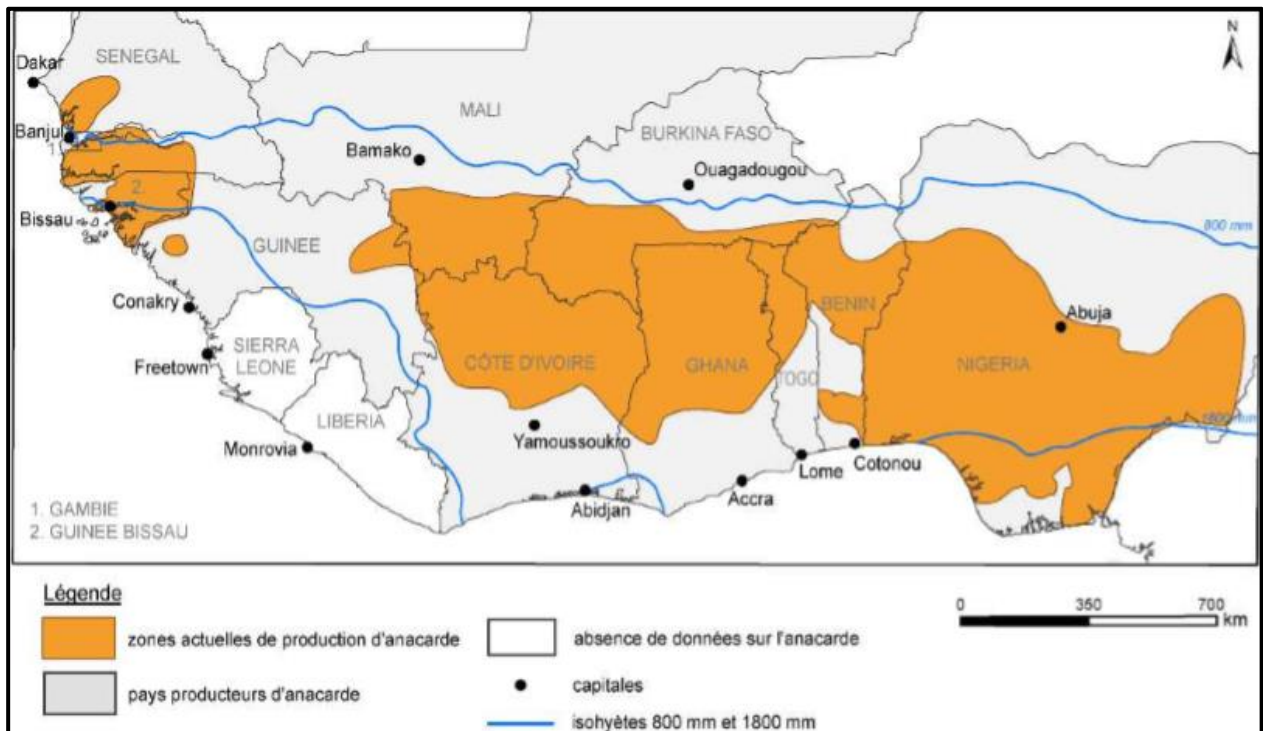 N
SENEGAL
Dakar
MALI
Banjul
1
BURKINA FASO
Bamako
Ouagadougou
2.
Bissau
800 mm
GUINEE
Conakry
BENIN
Abuja
SIERRA
LEONE
Freetown
CÔTE D'IVOIRE
GHANA
TOGO
NIGERIA
LIBERIA
1800 mm
Yamoussoukro
Monrovia
Lome
Cotonou
Accra
Abidjan
1. GAMBIE
2. GUINEE BISSAU
Légende
zones actuelles de production d'anacarde
pays producteurs d'anacarde
absence de données sur l'anacarde
capitales
isohyètes 800 mm et 1800 mm
0 350 700
km